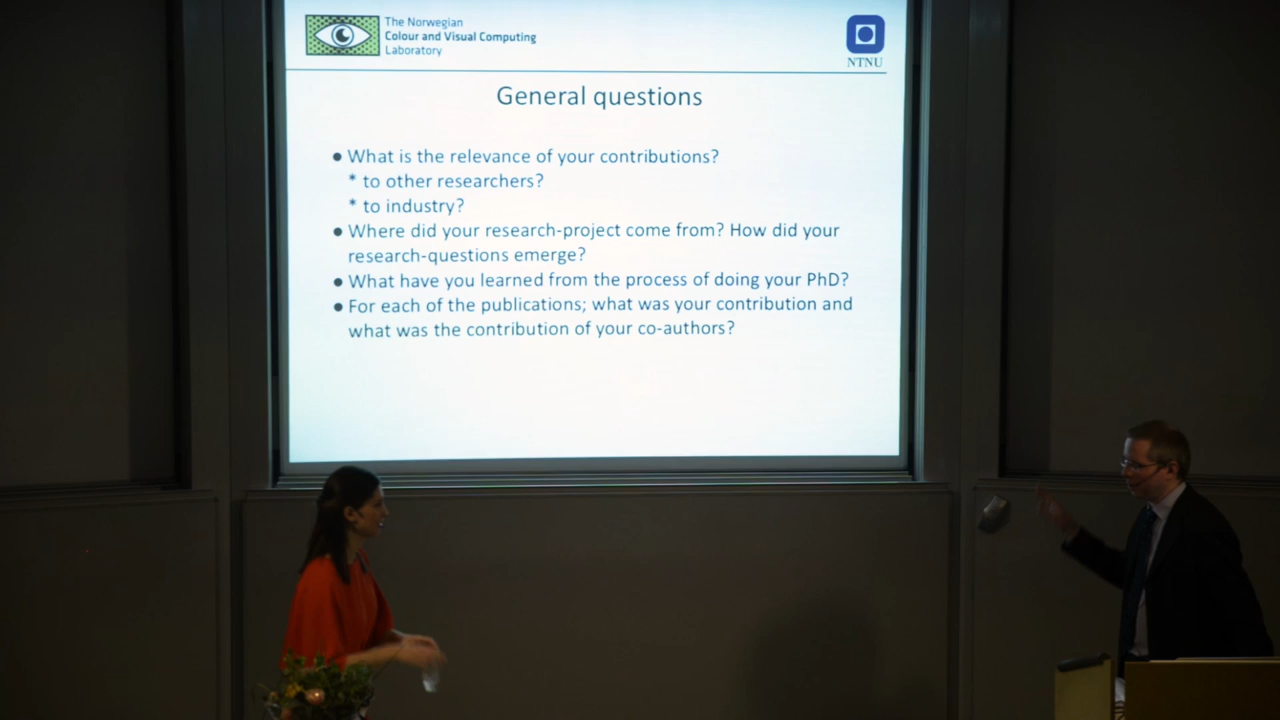 The Norwegian
Colour and Visual Computing
Laboratory
NTNU
General questions
● What is the relevance of your contributions?
* to other researchers?
* to industry?
● Where did your research-project come from? How did your
research-questions emerge?
● What have you learned from the process of doing your PhD?
● For each of the publications; what was your contribution and
what was the contribution of your co-authors?